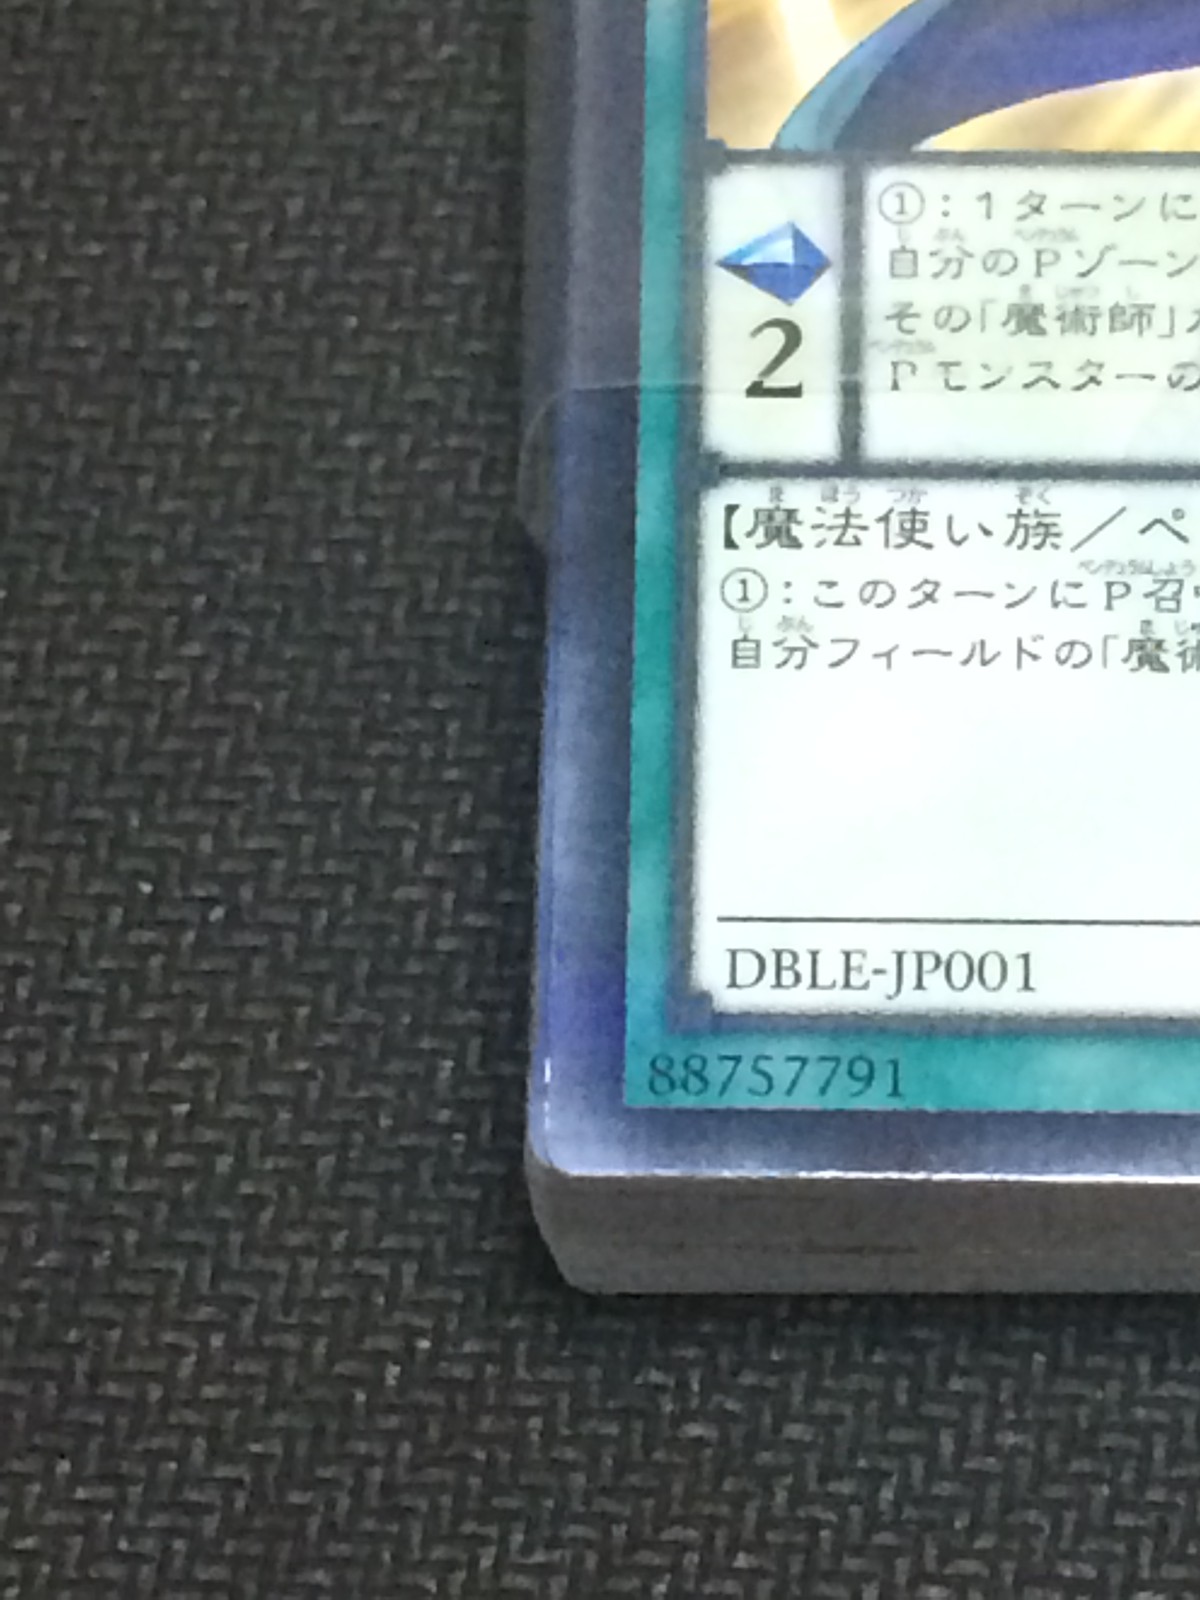 ①：1ターンに
自分のPゾーン
その「魔術師」
Pモンスターの
2
【魔法使い族／ペ
①：このターンにP召
自分フィールドの「魔術
DBLE-JP001
88757791